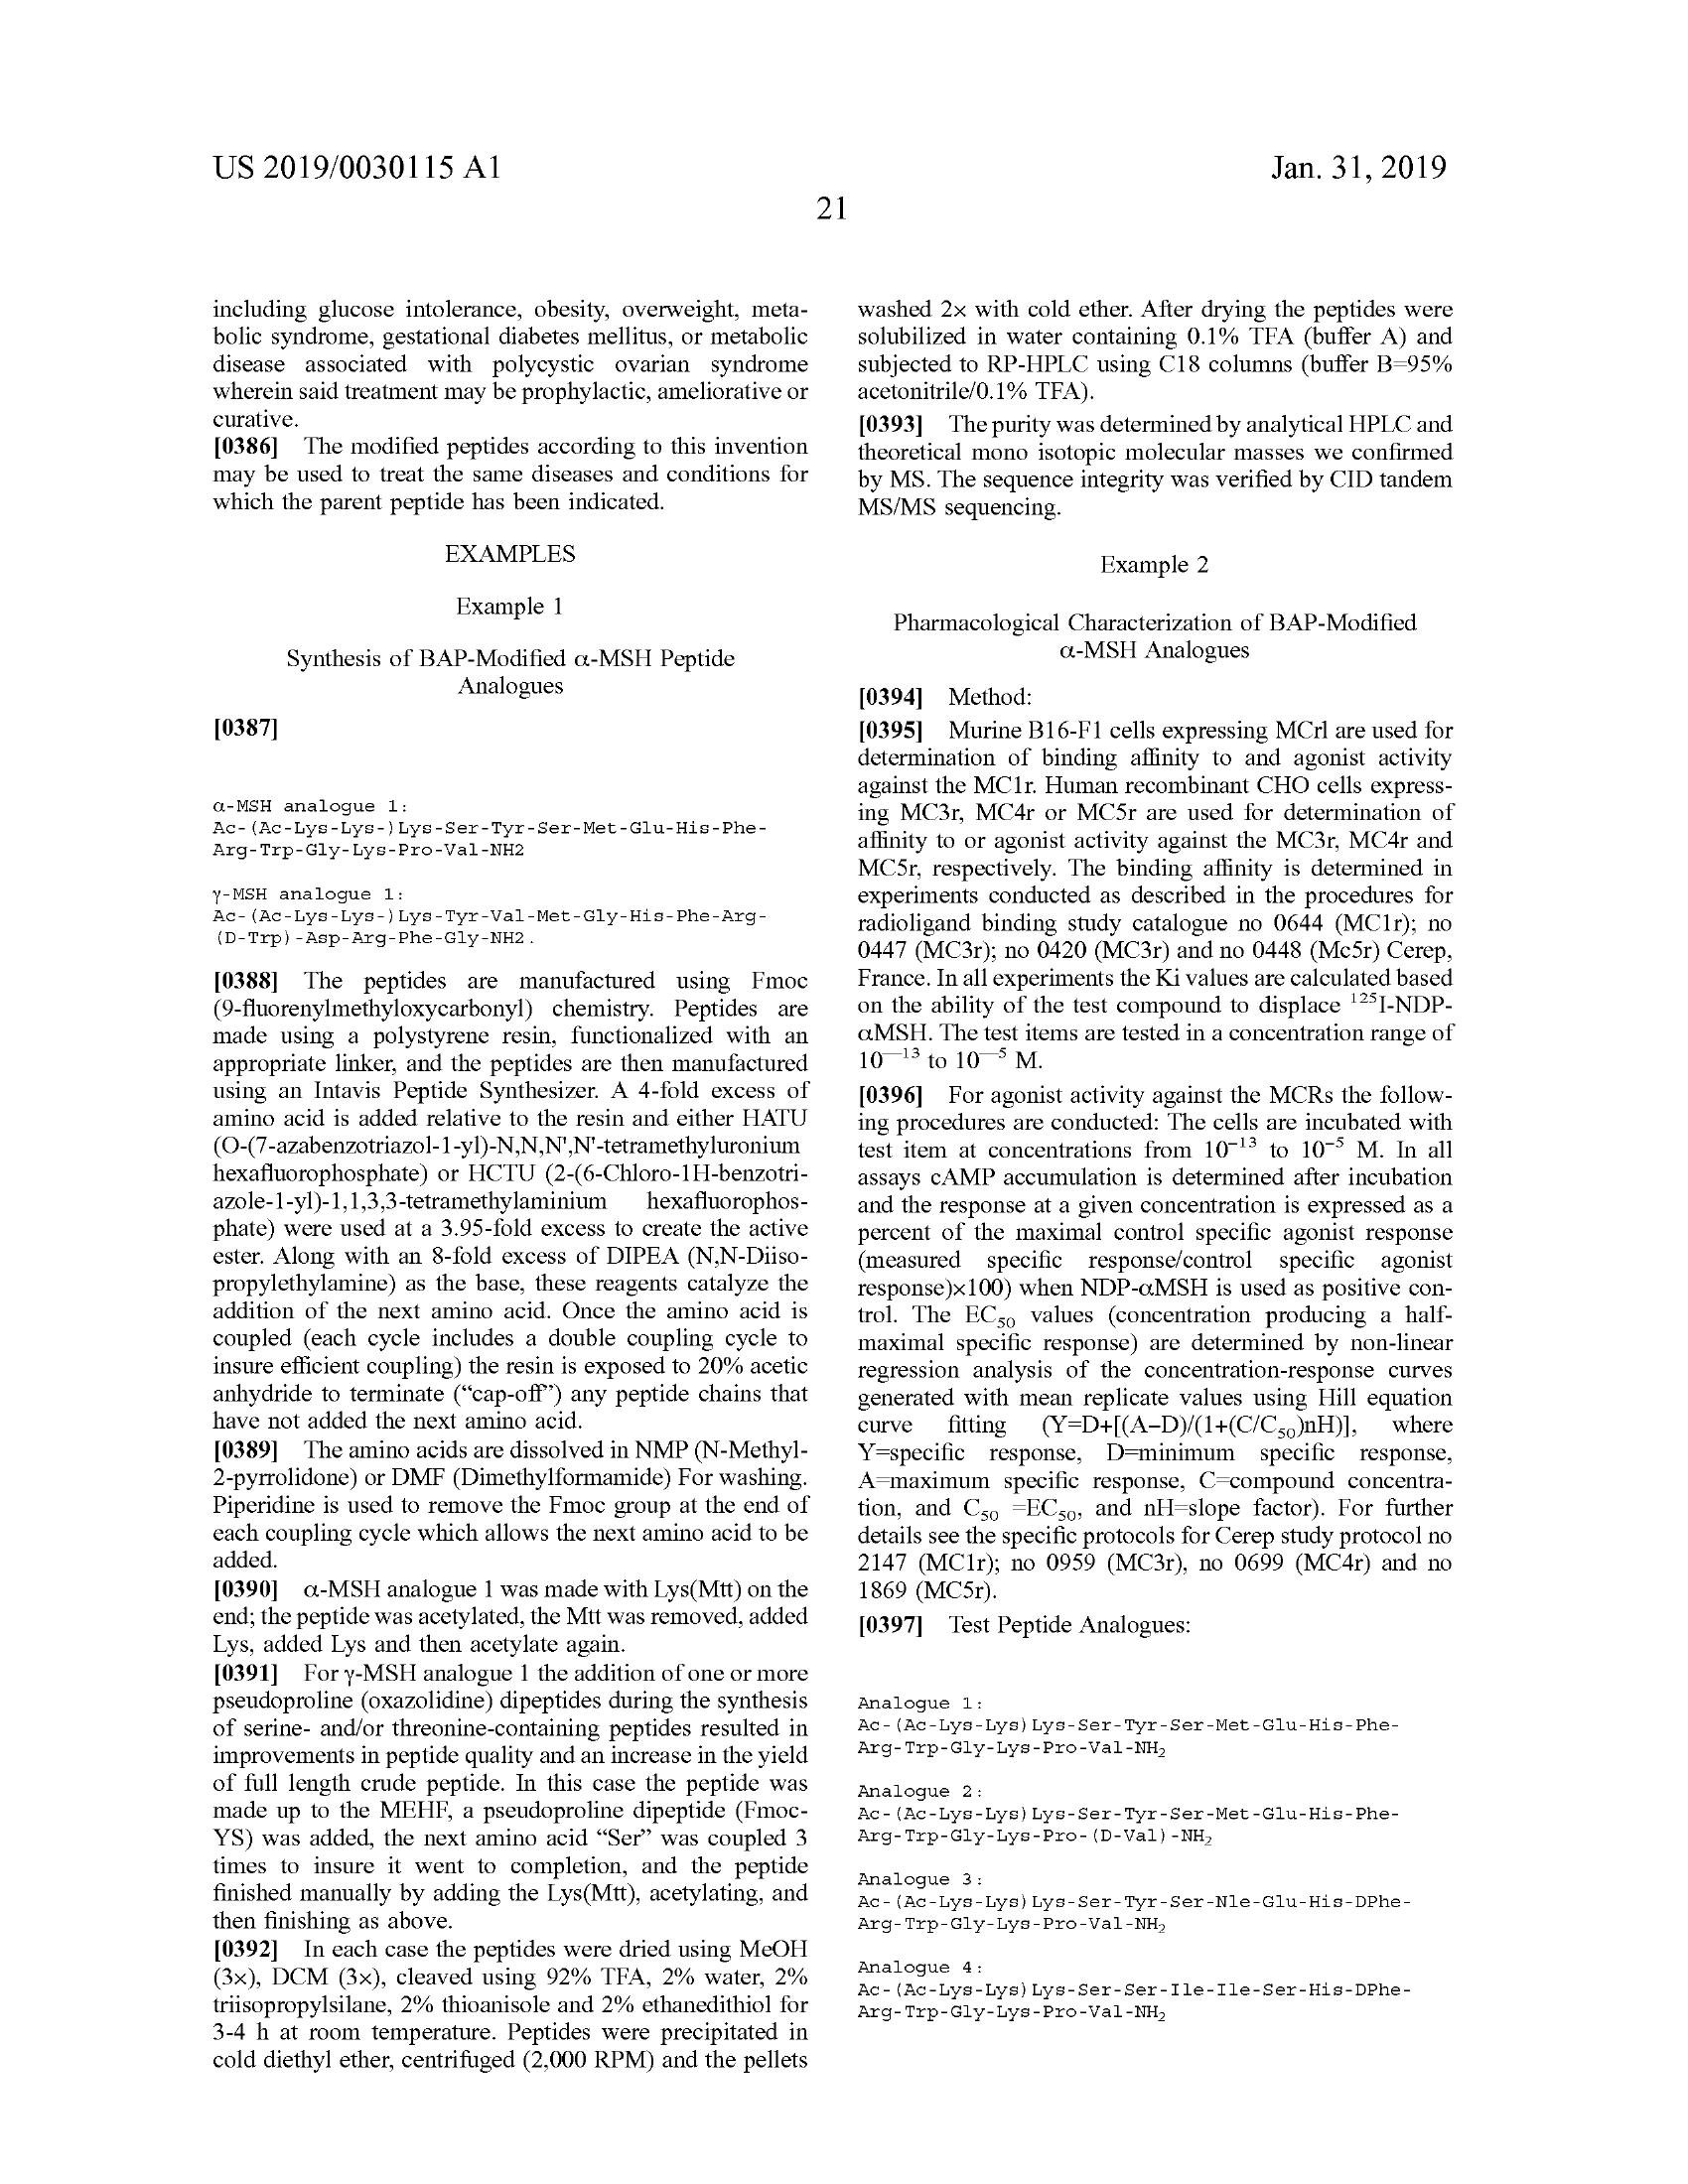 US 2019/0030115 A1
Jan. 31, 2019
21
including glucose intolerance, obesity, overweight, meta-
bolic syndrome, gestational diabetes mellitus, or metabolic
disease associated with polycystic ovarian syndrome
wherein said treatment may be prophylactic, ameliorative or
curative.
[0386] The modified peptides according to this invention
may be used to treat the same diseases and conditions for
which the parent peptide has been indicated.
EXAMPLES
Example 1
Synthesis of BAP-Modified α-MSH Peptide
Analogues
[0387]
α-MSH analogue 1:
Ac-(Ac-Lys-Lys-)Lys-Ser-Tyr-Ser-Met-Glu-His-Phe-
Arg-Trp-Gly-Lys-Pro-Val-NH2
γ-MSH analogue 1:
Ac-(Ac-Lys-Lys-)Lys-Tyr-Val-Met-Gly-His-Phe-Arg-
(D-Trp)-Asp-Arg-Phe-Gly-NH2.
[0388] The peptides are manufactured using Fmoc
(9-fluorenylmethyloxycarbonyl) chemistry. Peptides are
made using a polystyrene resin, functionalized with an
appropriate linker, and the peptides are then manufactured
using an Intavis Peptide Synthesizer. A 4-fold excess of
amino acid is added relative to the resin and either HATU
(O-(7-azabenzotriazol-1-yl)-N,N,N',N'-tetramethyluronium
hexafluorophosphate) or HCTU (2-(6-Chloro-1H-benzotri-
azole-1-yl)-1,1,3,3-tetramethylaminium hexafluorophos-
phate) were used at a 3.95-fold excess to create the active
ester. Along with an 8-fold excess of DIPEA (N,N-Diiso-
propylethylamine) as the base, these reagents catalyze the
addition of the next amino acid. Once the amino acid is
coupled (each cycle includes a double coupling cycle to
insure efficient coupling) the resin is exposed to 20% acetic
anhydride to terminate (“cap-off”) any peptide chains that
have not added the next amino acid.
[0389] The amino acids are dissolved in NMP (N-Methyl-
2-pyrrolidone) or DMF (Dimethylformamide) For washing.
Piperidine is used to remove the Fmoc group at the end of
each coupling cycle which allows the next amino acid to be
added.
[0390] α-MSH analogue 1 was made with Lys(Mtt) on the
end; the peptide was acetylated, the Mtt was removed, added
Lys, added Lys and then acetylate again.
[0391] For γ-MSH analogue 1 the addition of one or more
pseudoproline (oxazolidine) dipeptides during the synthesis
of serine- and/or threonine-containing peptides resulted in
improvements in peptide quality and an increase in the yield
of full length crude peptide. In this case the peptide was
made up to the MEHF, a pseudoproline dipeptide (Fmoc-
YS) was added, the next amino acid “Ser” was coupled 3
times to insure it went to completion, and the peptide
finished manually by adding the Lys(Mtt), acetylating, and
then finishing as above.
[0392] In each case the peptides were dried using MeOH
(3×), DCM (3×), cleaved using 92% TFA, 2% water, 2%
triisopropylsilane, 2% thioanisole and 2% ethanedithiol for
3-4 h at room temperature. Peptides were precipitated in
cold diethyl ether, centrifuged (2,000 RPM) and the pellets
washed 2× with cold ether. After drying the peptides were
solubilized in water containing 0.1% TFA (buffer A) and
subjected to RP-HPLC using C18 columns (buffer B=95%
acetonitrile/0.1% TFA).
[0393] The purity was determined by analytical HPLC and
theoretical mono isotopic molecular masses we confirmed
by MS. The sequence integrity was verified by CID tandem
MS/MS sequencing.
Example 2
Pharmacological Characterization of BAP-Modified
α-MSH Analogues
[0394] Method:
[0395] Murine B16-F1 cells expressing MCrl are used for
determination of binding affinity to and agonist activity
against the MC1r. Human recombinant CHO cells express-
ing MC3r, MC4r or MC5r are used for determination of
affinity to or agonist activity against the MC3r, MC4r and
MC5r, respectively. The binding affinity is determined in
experiments conducted as described in the procedures for
radioligand binding study catalogue no 0644 (MC1r); no
0447 (MC3r); no 0420 (MC3r) and no 0448 (Mc5r) Cerep,
France. In all experiments the Ki values are calculated based
on the ability of the test compound to displace ¹²⁵I-NDP-
αMSH. The test items are tested in a concentration range of
10⁻¹³ to 10⁻⁵ M.
[0396] For agonist activity against the MCRs the follow-
ing procedures are conducted: The cells are incubated with
test item at concentrations from 10⁻¹³ to 10⁻⁵ M. In all
assays cAMP accumulation is determined after incubation
and the response at a given concentration is expressed as a
percent of the maximal control specific agonist response
(measured specific response/control specific agonist
response)×100) when NDP-αMSH is used as positive con-
trol. The EC₅₀ values (concentration producing a half-
maximal specific response) are determined by non-linear
regression analysis of the concentration-response curves
generated with mean replicate values using Hill equation
curve fitting (Y=D+[(A–D)/(1+(C/C₅₀)nH)], where
Y=specific response, D=minimum specific response,
A=maximum specific response, C=compound concentra-
tion, and C₅₀ =EC₅₀, and nH=slope factor). For further
details see the specific protocols for Cerep study protocol no
2147 (MC1r); no 0959 (MC3r), no 0699 (MC4r) and no
1869 (MC5r).
[0397] Test Peptide Analogues:
Analogue 1:
Ac-(Ac-Lys-Lys)Lys-Ser-Tyr-Ser-Met-Glu-His-Phe-
Arg-Trp-Gly-Lys-Pro-Val-NH₂
Analogue 2:
Ac-(Ac-Lys-Lys)Lys-Ser-Tyr-Ser-Met-Glu-His-Phe-
Arg-Trp-Gly-Lys-Pro-(D-Val)-NH₂
Analogue 3:
Ac-(Ac-Lys-Lys)Lys-Ser-Tyr-Ser-Nle-Glu-His-DPhe-
Arg-Trp-Gly-Lys-Pro-Val-NH₂
Analogue 4:
Ac-(Ac-Lys-Lys)Lys-Ser-Ser-Ile-Ile-Ser-His-DPhe-
Arg-Trp-Gly-Lys-Pro-Val-NH₂